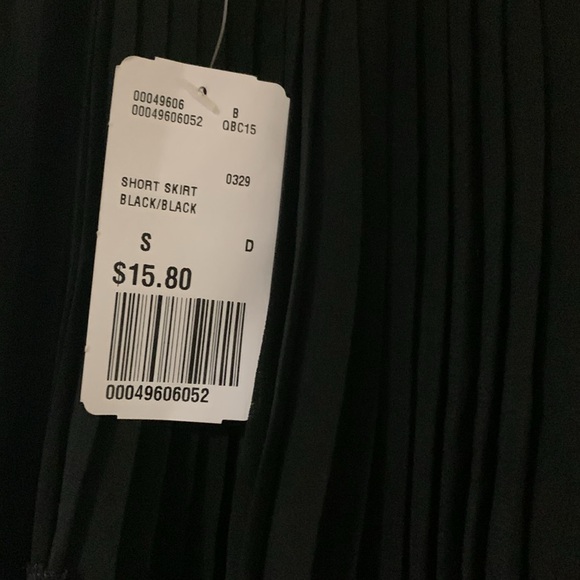 00049606 B
00049606052 QBC15
0329
SHORT SKIRT
BLACK/BLACK
S D
$15.80
00049606052